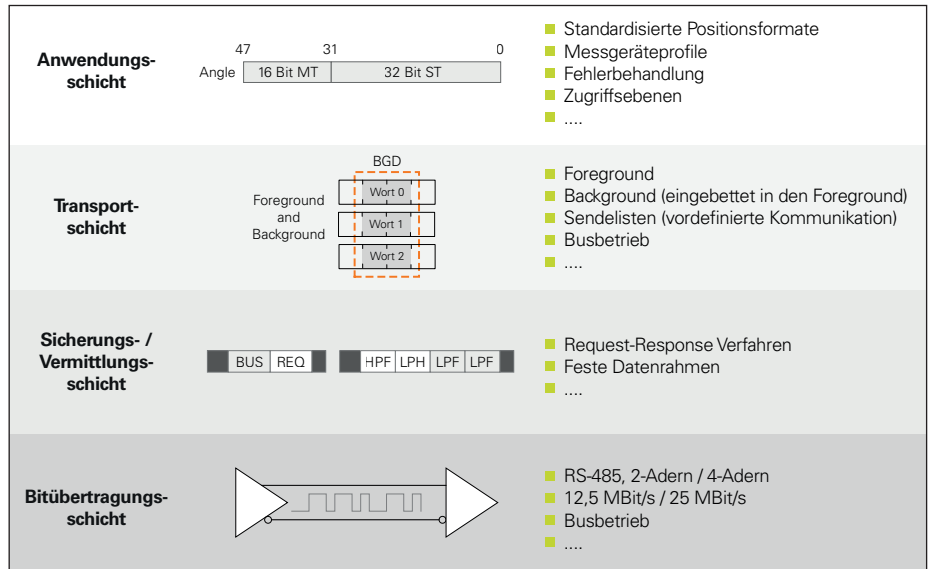 Anwendungs-
schicht
47 31 0
Angle 16 Bit MT 32 Bit ST
Standardisierte Positionsformate
Messgeräteprofile
Fehlerbehandlung
Zugriffsebenen
....
Transport-
schicht
Foreground
and
Background
BGD
Wort 0
Wort 1
Wort 2
Foreground
Background (eingebettet in den Foreground)
Sendelisten (vordefinierte Kommunikation)
Busbetrieb
....
Sicherungs- /
Vermittlungs-
schicht
BUS REQ HPF LPH LPF LPF
Request-Response Verfahren
Feste Datenrahmen
....
Bitübertragungs-
schicht
RS-485, 2-Adern / 4-Adern
12,5 MBit/s / 25 MBit/s
Busbetrieb
....